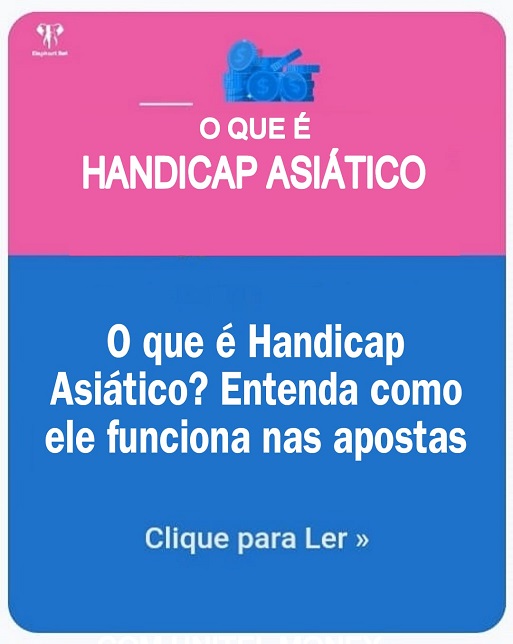 Elephant Bet
O QUE É
HANDICAP ASIÁTICO
O que é Handicap
Asiático? Entenda como
ele funciona nas apostas
Clique para Ler »